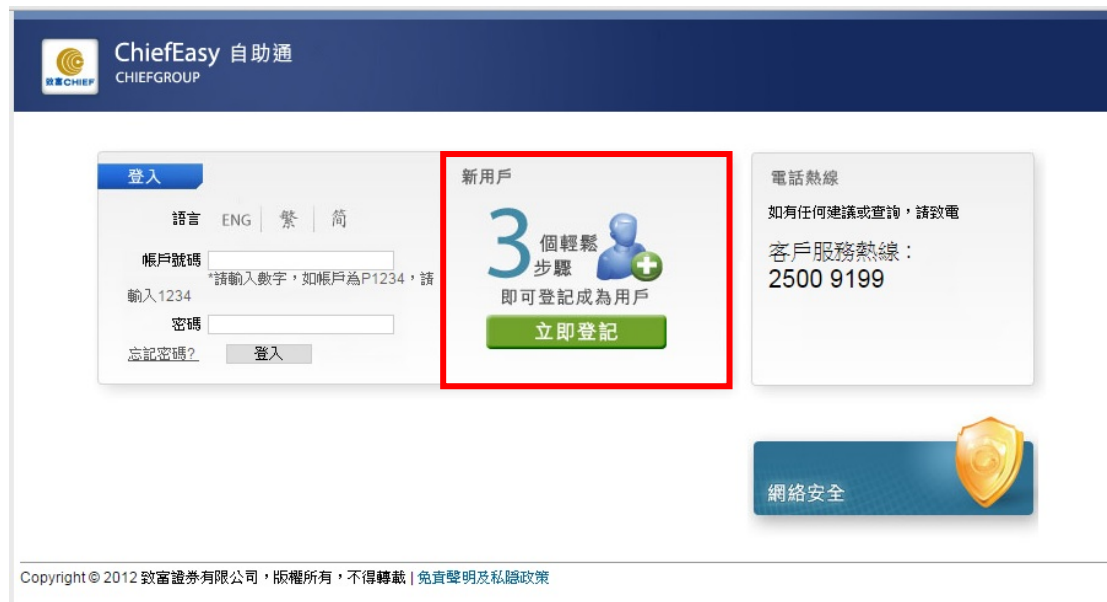 致富CHIEF
ChiefEasy 自助通
CHIEFGROUP
登入
語言 ENG 繁 简
帳戶號碼
*請輸入數字，如帳戶為P1234，請
輸入1234
密碼
忘記密碼? 登入
新用戶
3 個輕鬆
步驟
即可登記成為用戶
立即登記
電話熱線
如有任何建議或查詢，請致電
客戶服務熱線：
2500 9199
網絡安全
Copyright © 2012 致富證券有限公司，版權所有，不得轉載 | 免責聲明及私隱政策